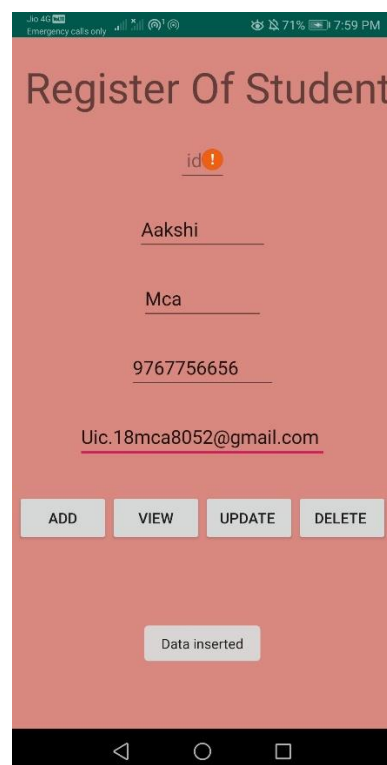 Jio 4G VoLTE
Emergency calls only 71% 7:59 PM
Register Of Student
id
Aakshi
Mca
9767756656
Uic.18mca8052@gmail.com
ADD VIEW UPDATE DELETE
Data inserted